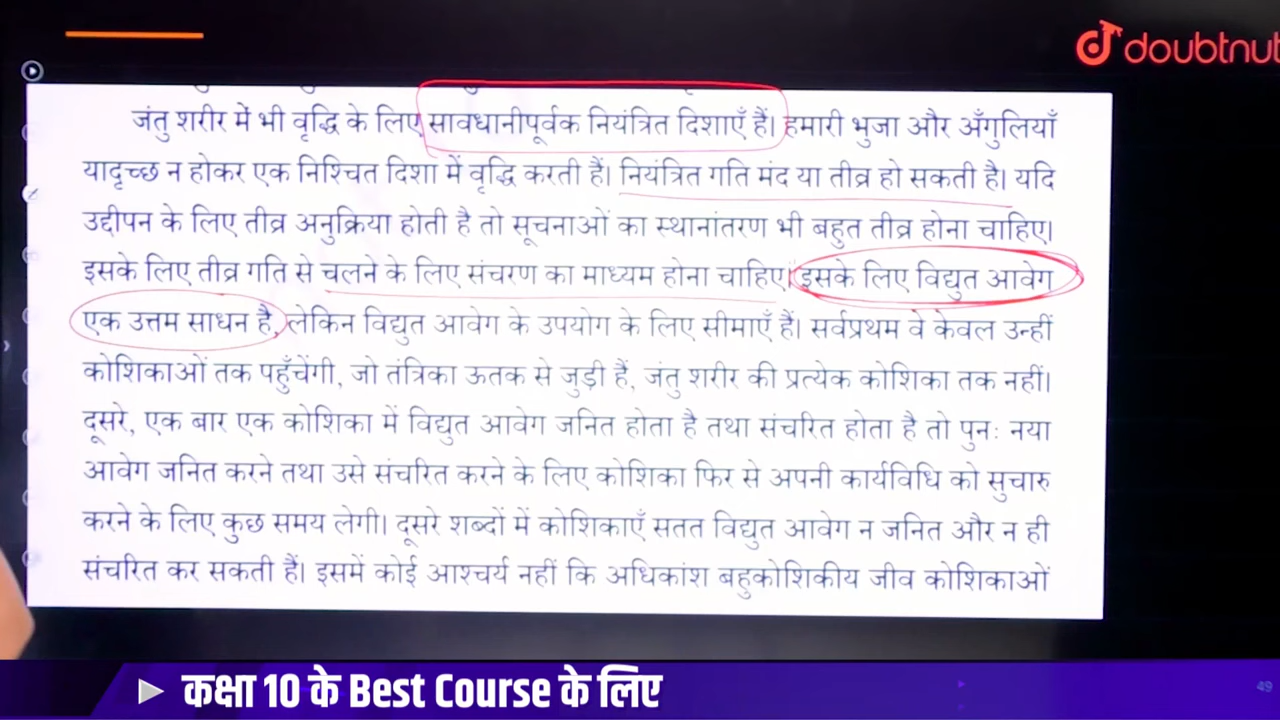 doubtnut
जंतु शरीर में भी वृद्धि के लिए सावधानीपूर्वक नियंत्रित दिशाएँ हैं। हमारी भुजा और अँगुलियाँ
यादृच्छ न होकर एक निश्चित दिशा में वृद्धि करती हैं। नियंत्रित गति मंद या तीव्र हो सकती है। यदि
उद्दीपन के लिए तीव्र अनुक्रिया होती है तो सूचनाओं का स्थानांतरण भी बहुत तीव्र होना चाहिए।
इसके लिए तीव्र गति से चलने के लिए संचरण का माध्यम होना चाहिए। इसके लिए विद्युत आवेग
एक उत्तम साधन है, लेकिन विद्युत आवेग के उपयोग के लिए सीमाएँ हैं। सर्वप्रथम वे केवल उन्हीं
कोशिकाओं तक पहुँचेंगी, जो तंत्रिका ऊतक से जुड़ी हैं, जंतु शरीर की प्रत्येक कोशिका तक नहीं।
दूसरे, एक बार एक कोशिका में विद्युत आवेग जनित होता है तथा संचरित होता है तो पुनः नया
आवेग जनित करने तथा उसे संचरित करने के लिए कोशिका फिर से अपनी कार्यविधि को सुचारु
करने के लिए कुछ समय लेगी। दूसरे शब्दों में कोशिकाएँ सतत विद्युत आवेग न जनित और न ही
संचरित कर सकती हैं। इसमें कोई आश्चर्य नहीं कि अधिकांश बहुकोशिकीय जीव कोशिकाओं
कक्षा 10 के Best Course के लिए
49